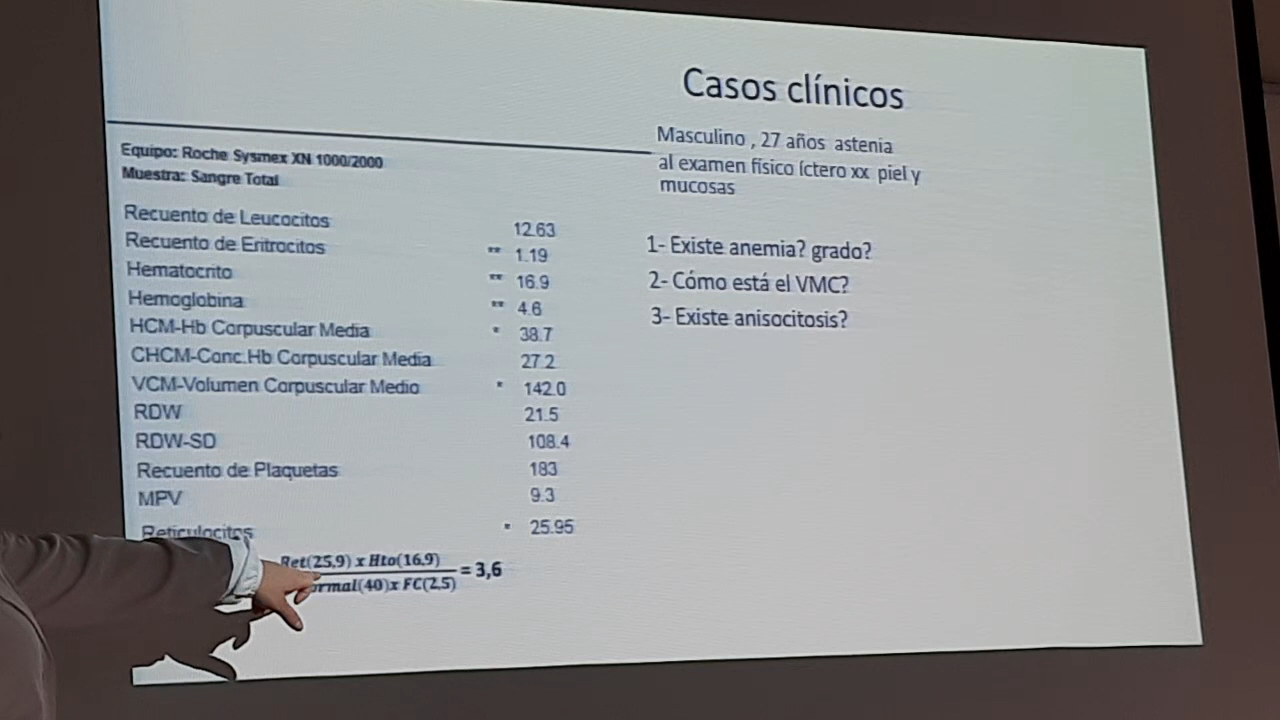 Casos clínicos
Equipo: Roche Sysmex XN 1000/2000
Muestra: Sangre Total
Recuento de Leucocitos 12.63
Recuento de Eritrocitos ** 1.19
Hematocrito ** 16.9
Hemoglobina ** 4.6
HCM-Hb Corpuscular Media * 38.7
CHCM-Conc.Hb Corpuscular Media 27.2
VCM-Volumen Corpuscular Medio * 142.0
RDW 21.5
RDW-SD 108.4
Recuento de Plaquetas 183
MPV 9.3
Reticulocitos * 25.95
Ret(25,9) x Hto(16,9)
rmal(40)x FC(2,5)
= 3,6
Masculino , 27 años astenia
al examen físico íctero xx piel y
mucosas
1- Existe anemia? grado?
2- Cómo está el VMC?
3- Existe anisocitosis?